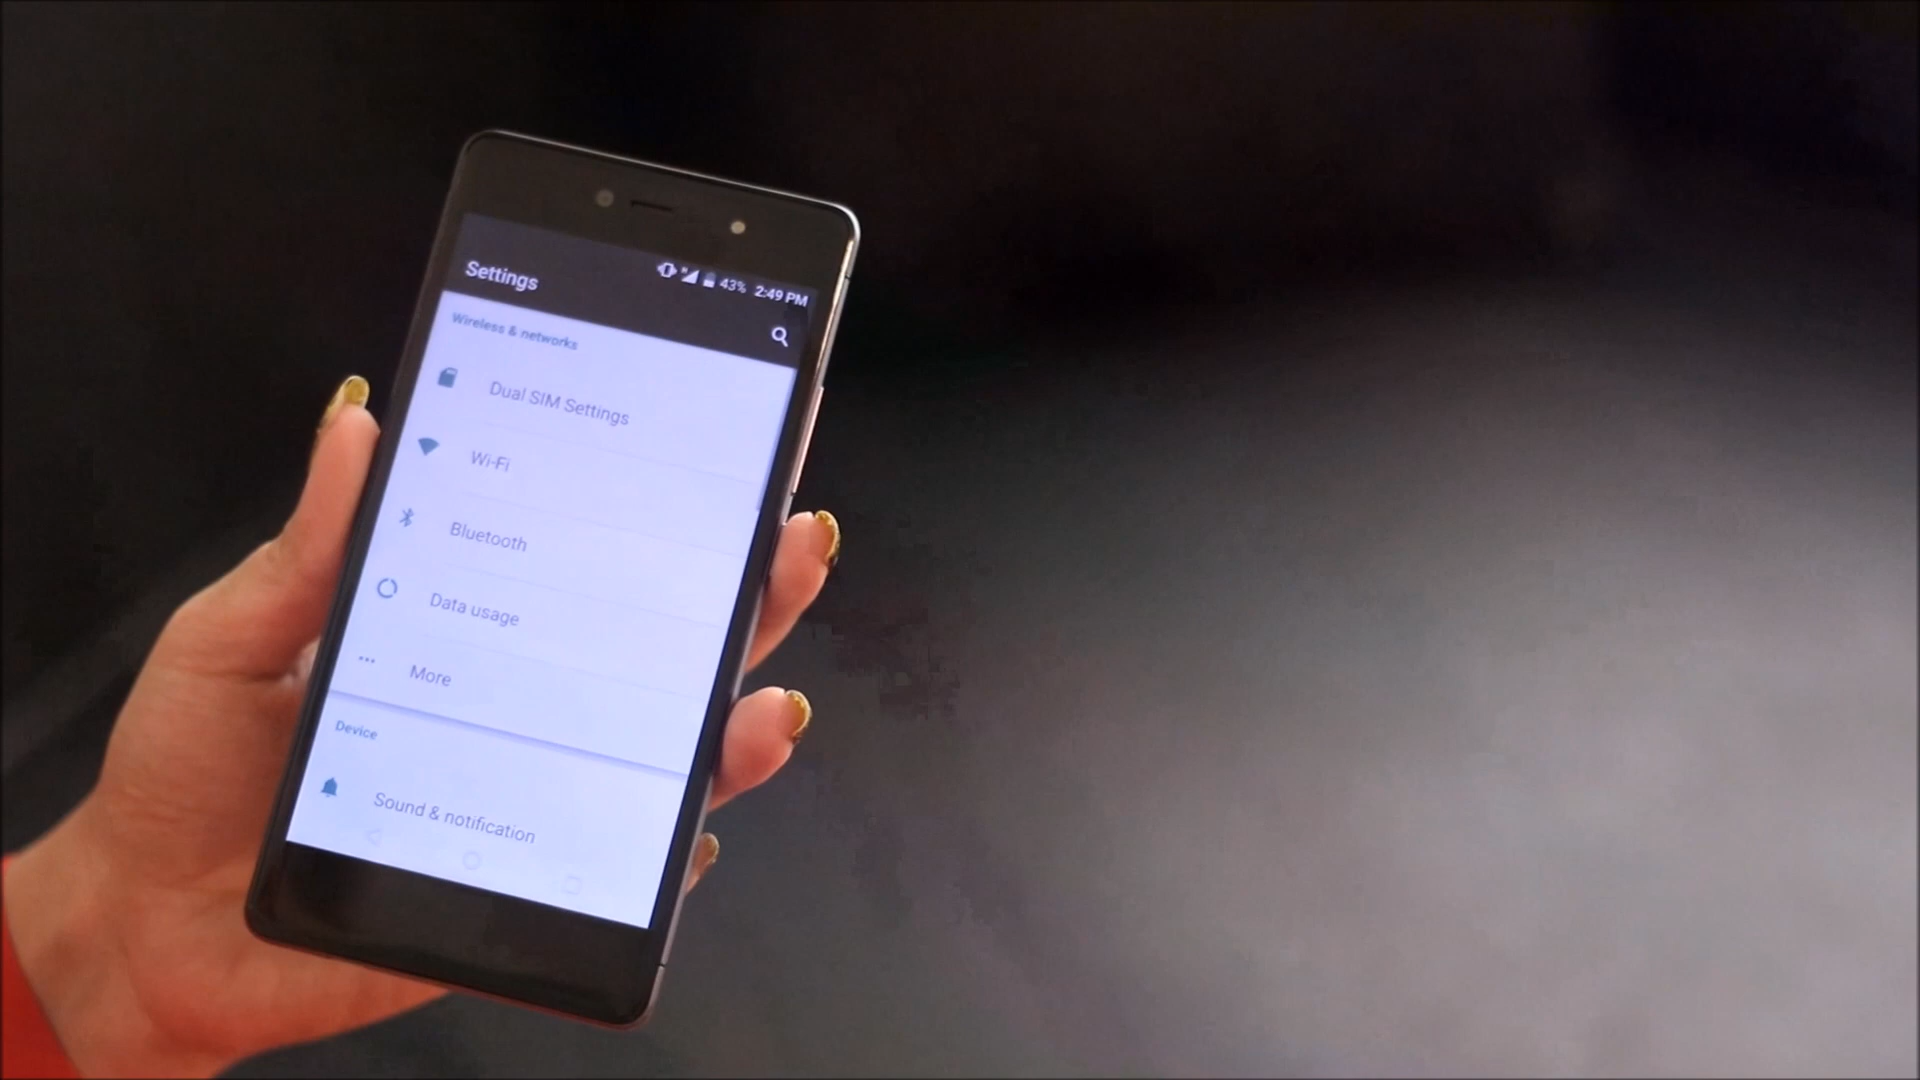 43% 2:49 PM
Settings
Wireless & networks
Dual SIM Settings
Wi-Fi
Bluetooth
Data usage
More
Device
Sound & notification